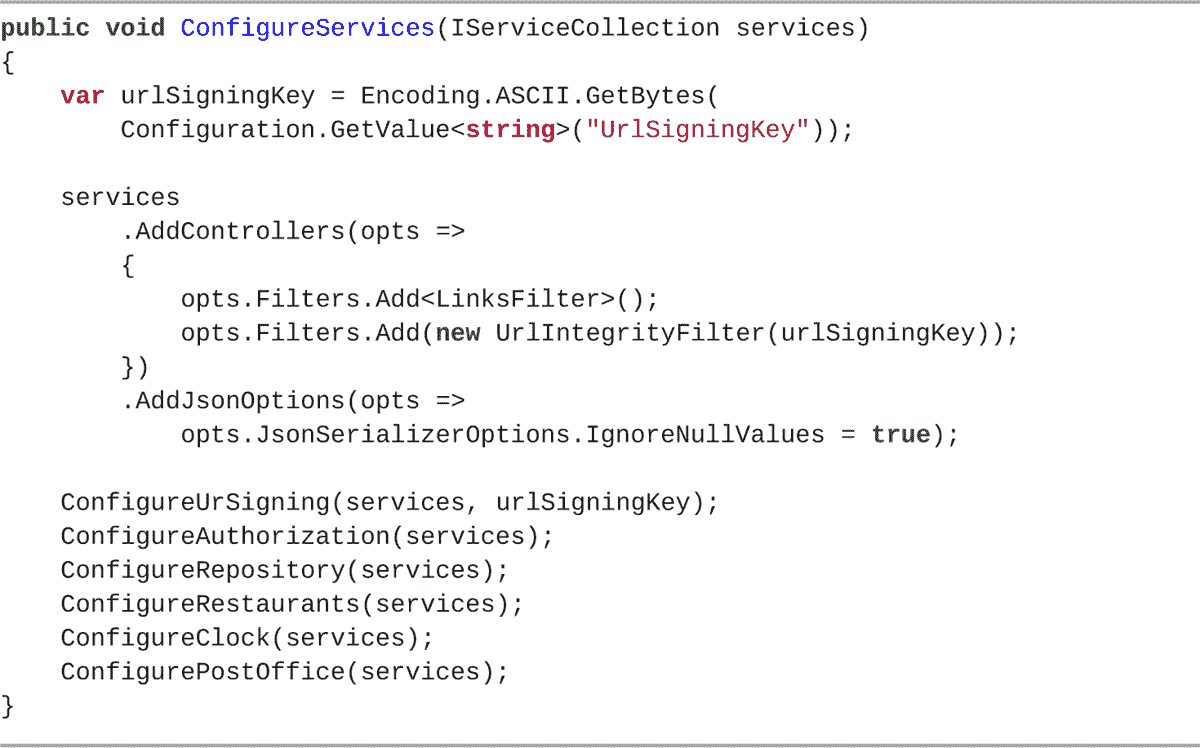 public void ConfigureServices(IServiceCollection services)
{
    var urlSigningKey = Encoding.ASCII.GetBytes(
        Configuration.GetValue<string>("UrlSigningKey"));

    services
        .AddControllers(opts =>
        {
            opts.Filters.Add<LinksFilter>();
            opts.Filters.Add(new UrlIntegrityFilter(urlSigningKey));
        })
        .AddJsonOptions(opts =>
            opts.JsonSerializerOptions.IgnoreNullValues = true);

    ConfigureUrSigning(services, urlSigningKey);
    ConfigureAuthorization(services);
    ConfigureRepository(services);
    ConfigureRestaurants(services);
    ConfigureClock(services);
    ConfigurePostOffice(services);
}